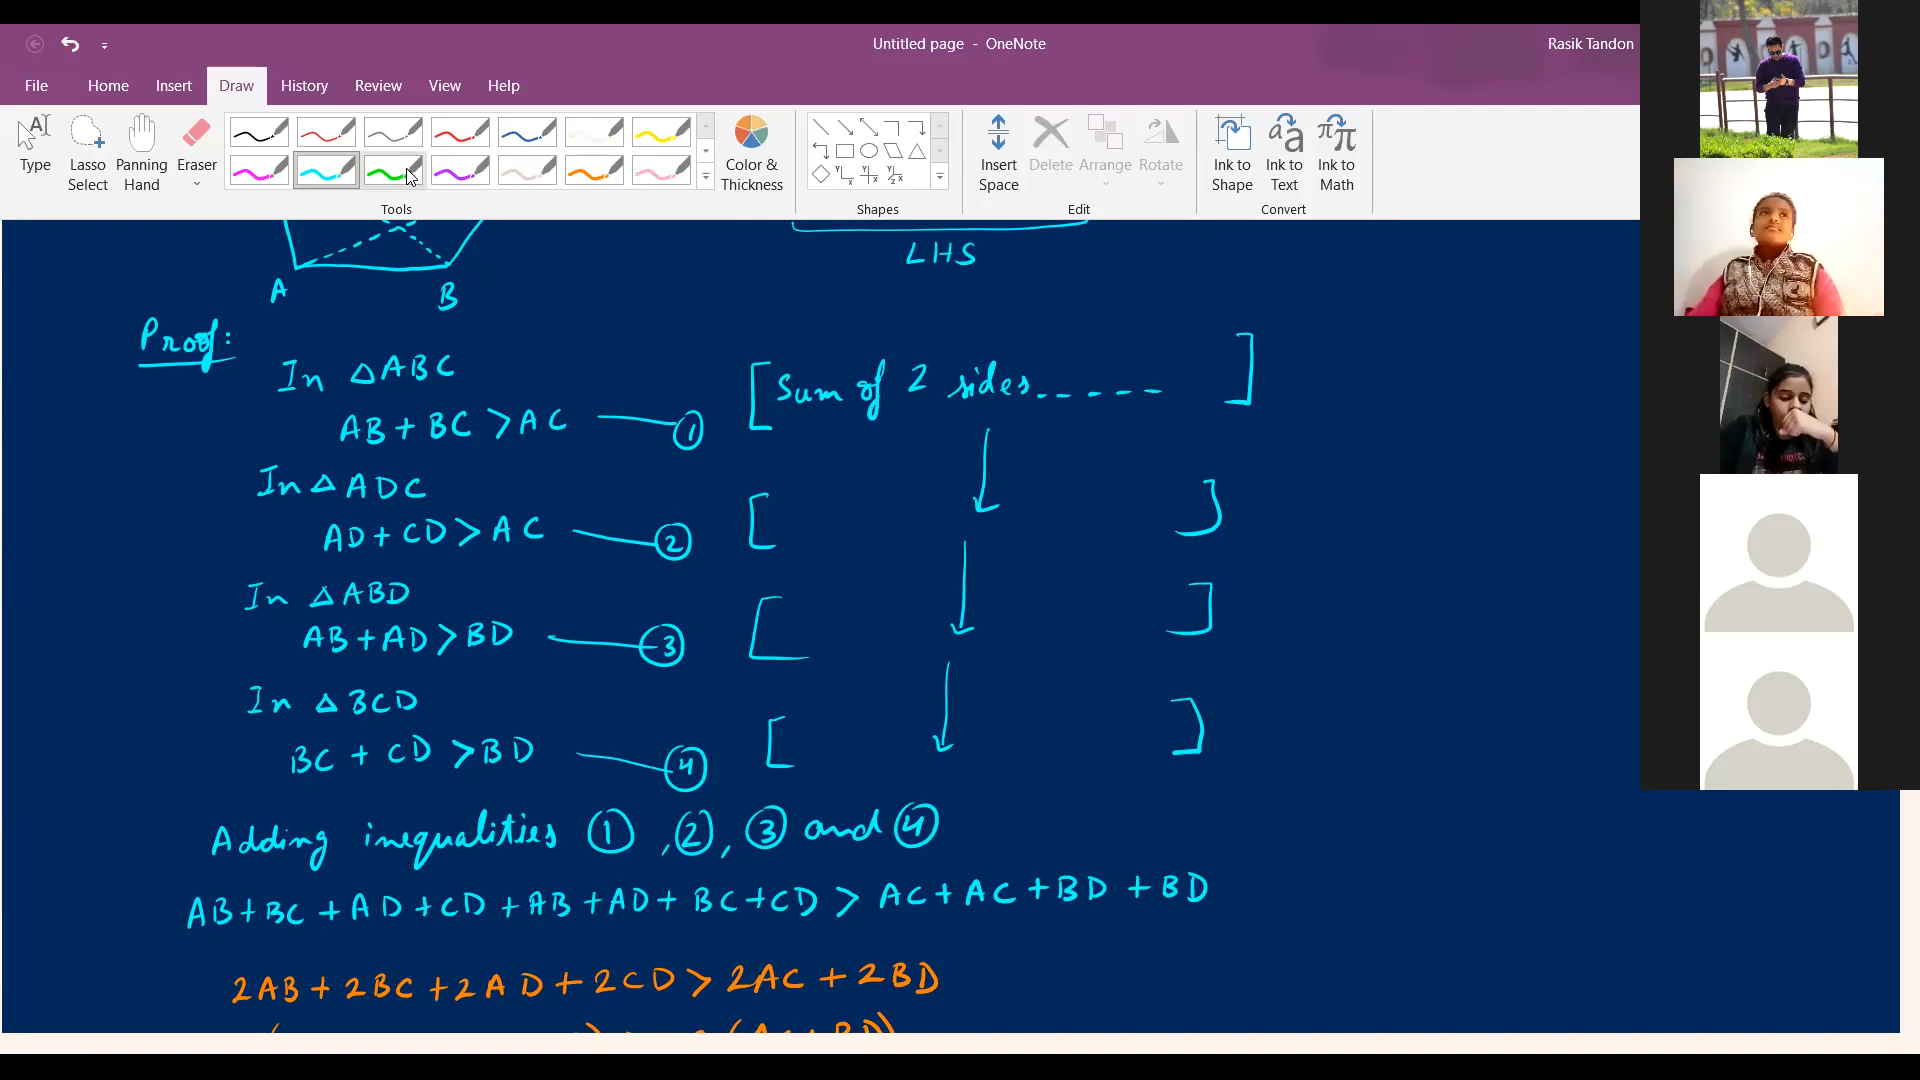 Untitled page - OneNote
Rasik Tandon
File Home Insert Draw History Review View Help
Type
Lasso Select
Panning Hand
Eraser
Color & Thickness
Insert Space
Delete
Arrange
Rotate
Ink to Shape
Ink to Text
Ink to Math
Tools
Shapes
Edit
Convert
LHS
A B
Proof:
In △ABC
[Sum of 2 sides.----- ]
AB + BC > AC — ①
In △ADC
AD + CD > AC — ② [ ]
In △ABD
AB + AD > BD — ③ [ ]
In △BCD
BC + CD > BD — ④ [ ]
Adding inequalities ①, ②, ③ and ④
AB+BC+AD+CD+AB+AD+BC+CD > AC+AC+BD+BD
2AB+2BC+2AD+2CD>2AC+2BD